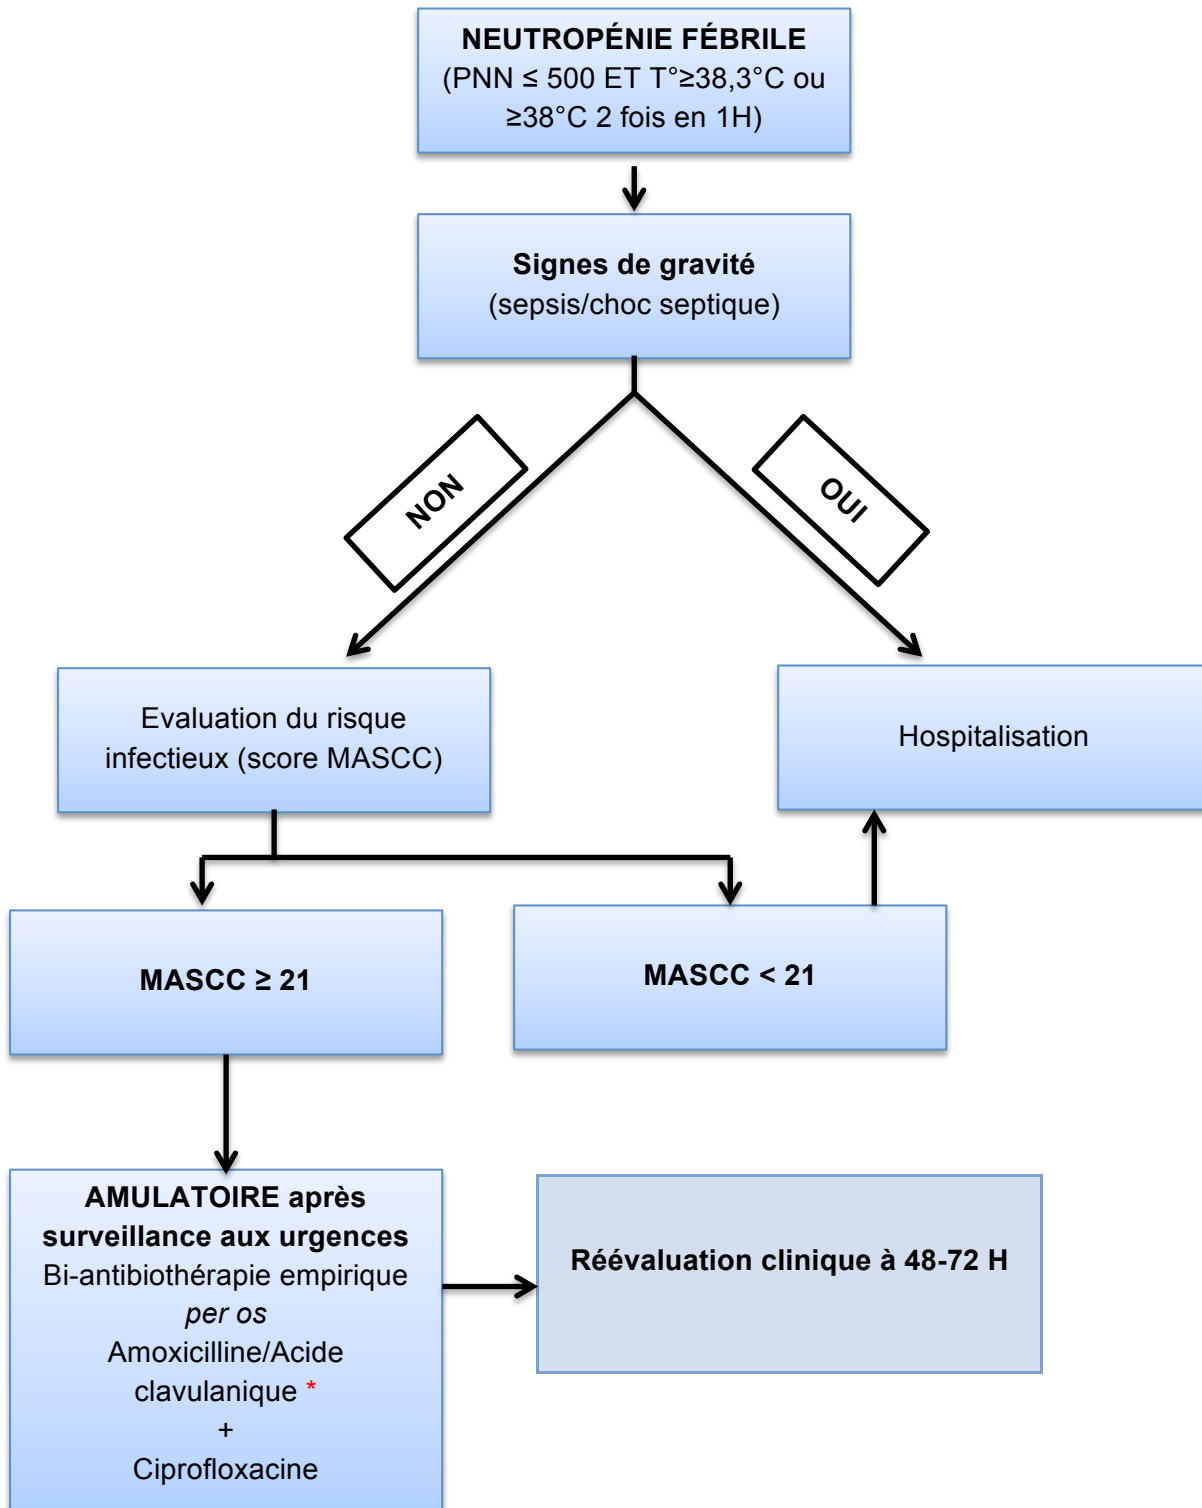 NEUTROPÉNIE FÉBRILE
(PNN ≤ 500 ET T°≥38,3°C ou
≥38°C 2 fois en 1H)
Signes de gravité
(sepsis/choc septique)
NON
OUI
Evaluation du risque
infectieux (score MASCC)
Hospitalisation
MASCC ≥ 21
MASCC < 21
AMULATOIRE après
surveillance aux urgences
Bi-antibiothérapie empirique
per os
Amoxicilline/Acide
clavulanique *
+
Ciprofloxacine
Réévaluation clinique à 48-72 H